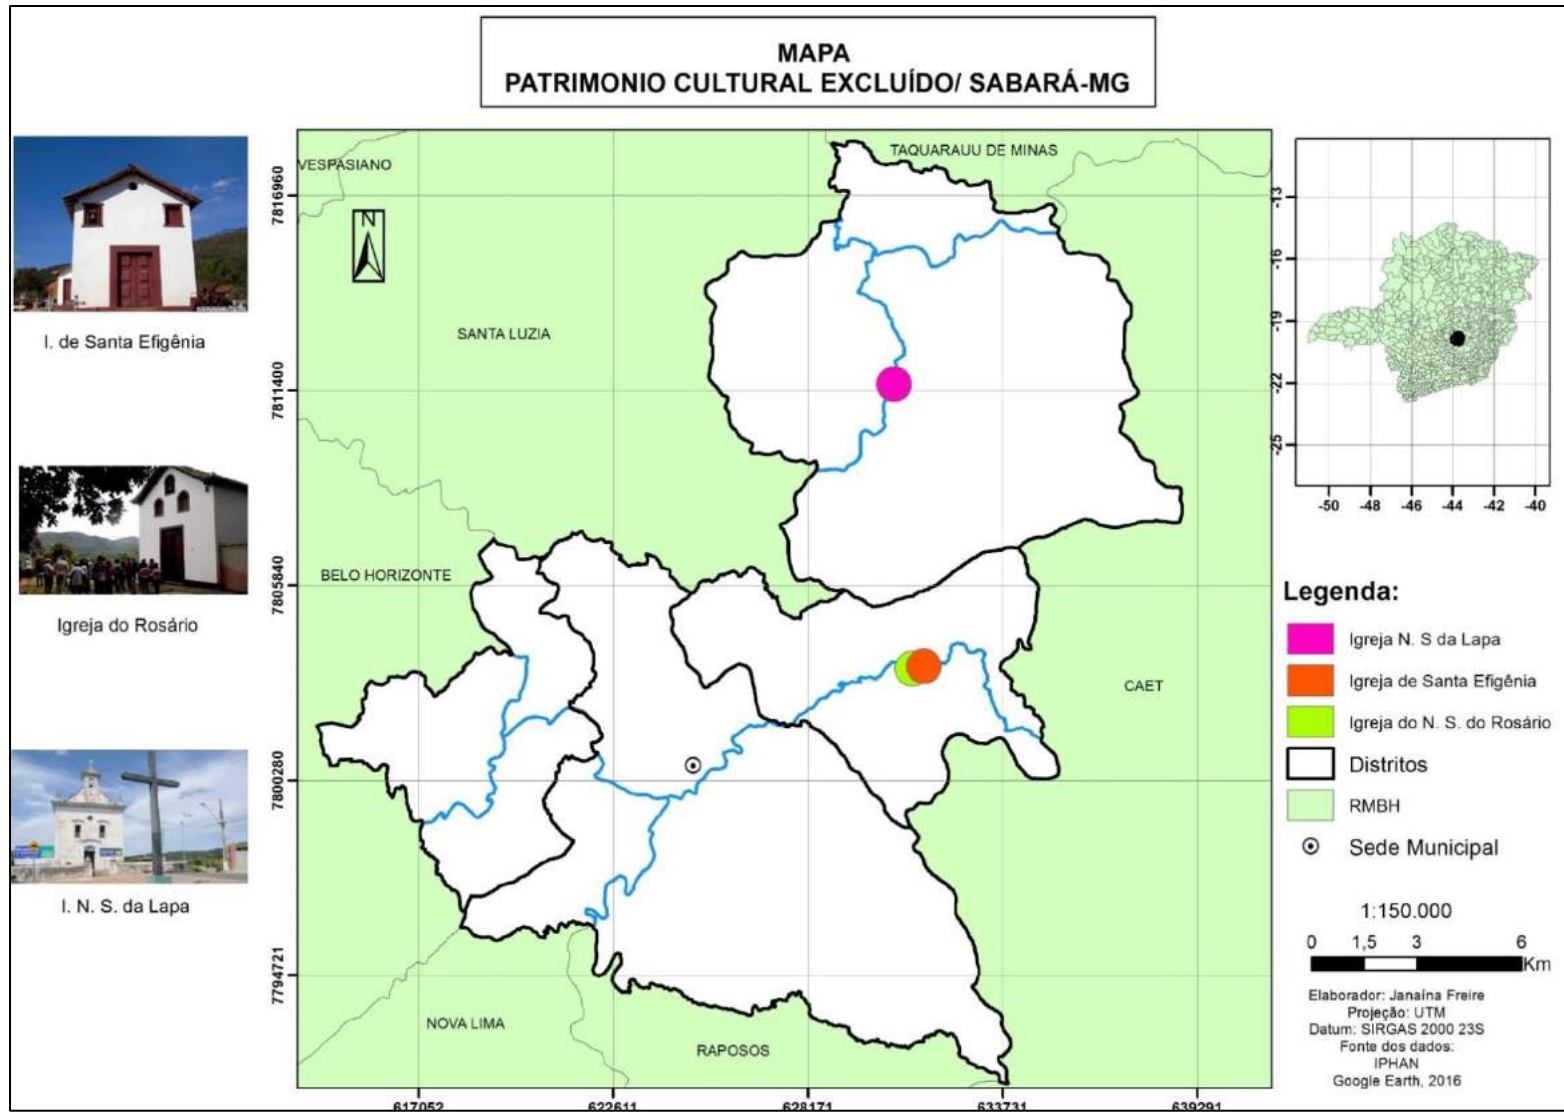 MAPA
PATRIMONIO CULTURAL EXCLUÍDO/ SABARÁ-MG
I. de Santa Efigênia
Igreja do Rosário
I. N. S. da Lapa
VESPASIANO
TAQUARAUU DE MINAS
N
SANTA LUZIA
BELO HORIZONTE
CAET
NOVA LIMA
RAPOSOS
7816960
7811400
7805840
7800280
7794721
617052
622611
628171
633731
639291
-13
-16
-19
-22
-25
-50
-48
-46
-44
-42
-40
Legenda:
Igreja N. S da Lapa
Igreja de Santa Efigênia
Igreja do N. S. do Rosário
Distritos
RMBH
Sede Municipal
1:150.000
0 1,5 3 6
Km
Elaborador: Janaína Freire
Projeção: UTM
Datum: SIRGAS 2000 23S
Fonte dos dados:
IPHAN
Google Earth, 2016